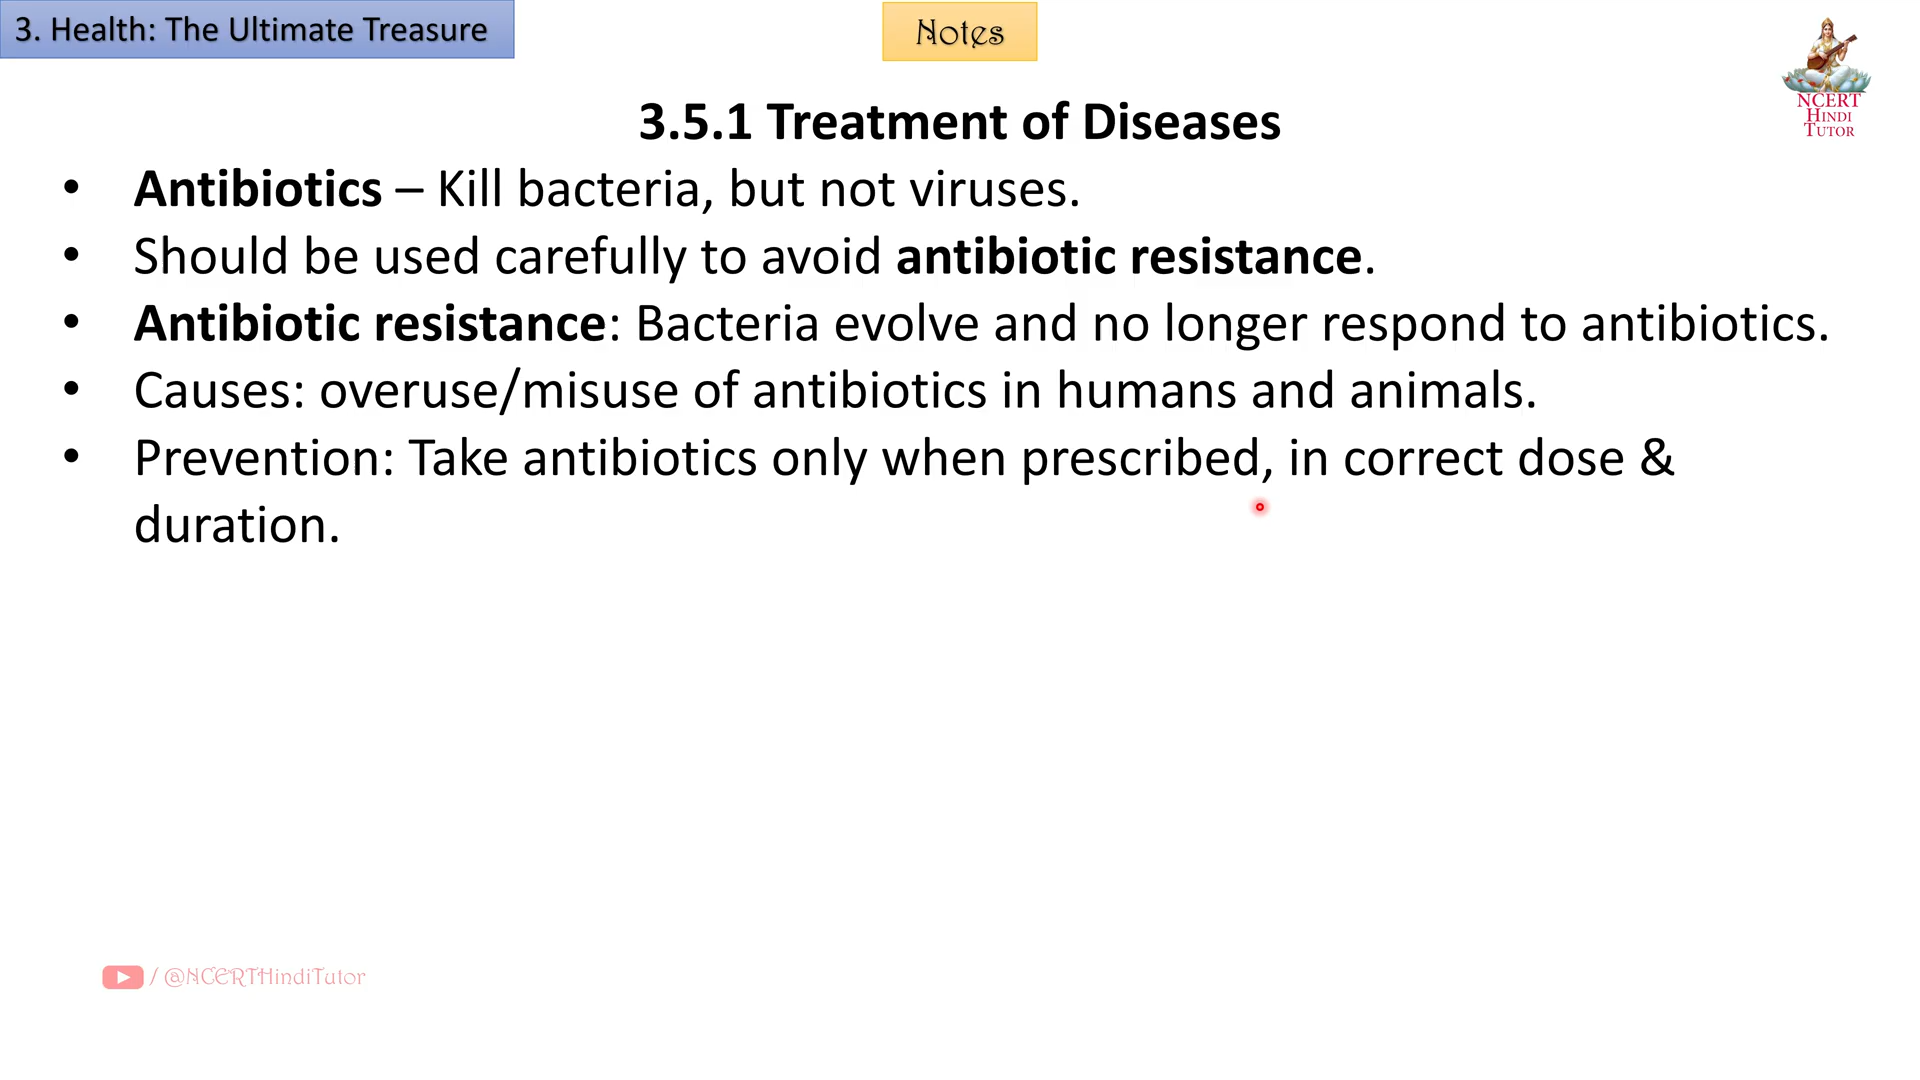 3. Health: The Ultimate Treasure
Notes
NCERT
HINDI
TUTOR
3.5.1 Treatment of Diseases
• Antibiotics – Kill bacteria, but not viruses.
• Should be used carefully to avoid antibiotic resistance.
• Antibiotic resistance: Bacteria evolve and no longer respond to antibiotics.
• Causes: overuse/misuse of antibiotics in humans and animals.
• Prevention: Take antibiotics only when prescribed, in correct dose &
duration.
/ @NCERTHindiTutor